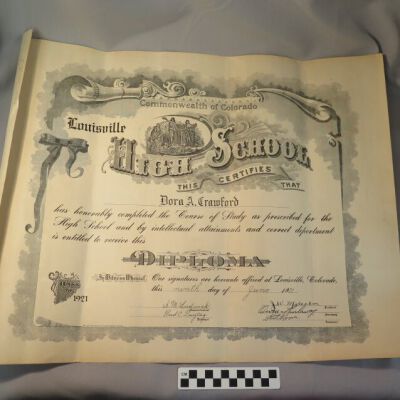 Commonwealth of Colorado
Louisville
High School
THIS CERTIFIES THAT
Dora A. Crawford
has honorably completed the Course of Study as prescribed for the
High School and by intellectual attainments and correct deportment
is entitled to receive this
DIPLOMA
In Witness Whereof, Our signatures are hereunto affixed at Louisville, Colorado,
this day of June
CLASS OF
1921